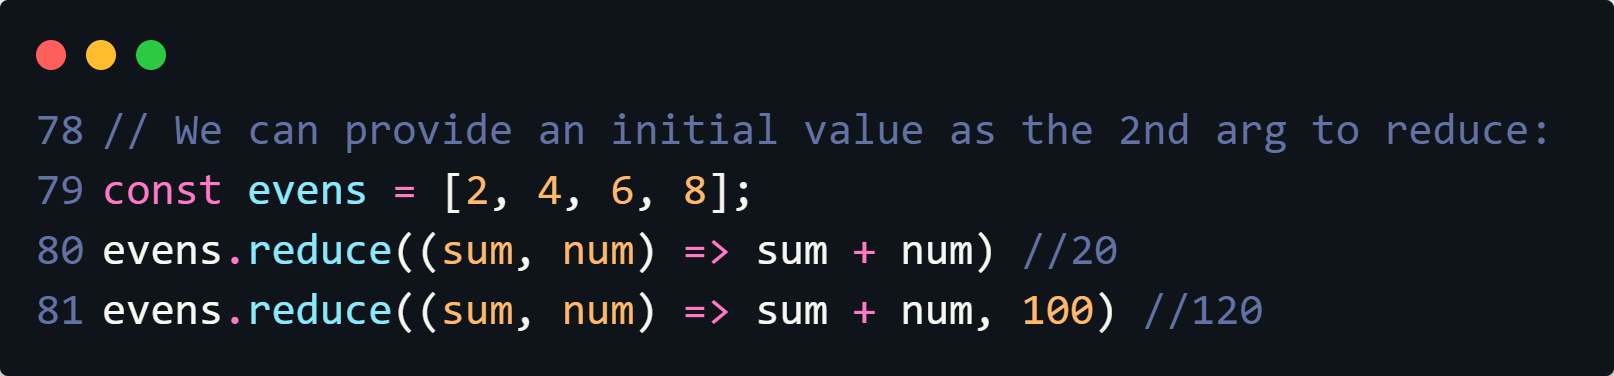 78 // We can provide an initial value as the 2nd arg to reduce:
79 const evens = [2, 4, 6, 8];
80 evens.reduce((sum, num) => sum + num) //20
81 evens.reduce((sum, num) => sum + num, 100) //120